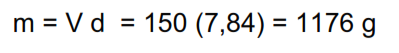 m = V d = 150 (7,84) = 1176 g